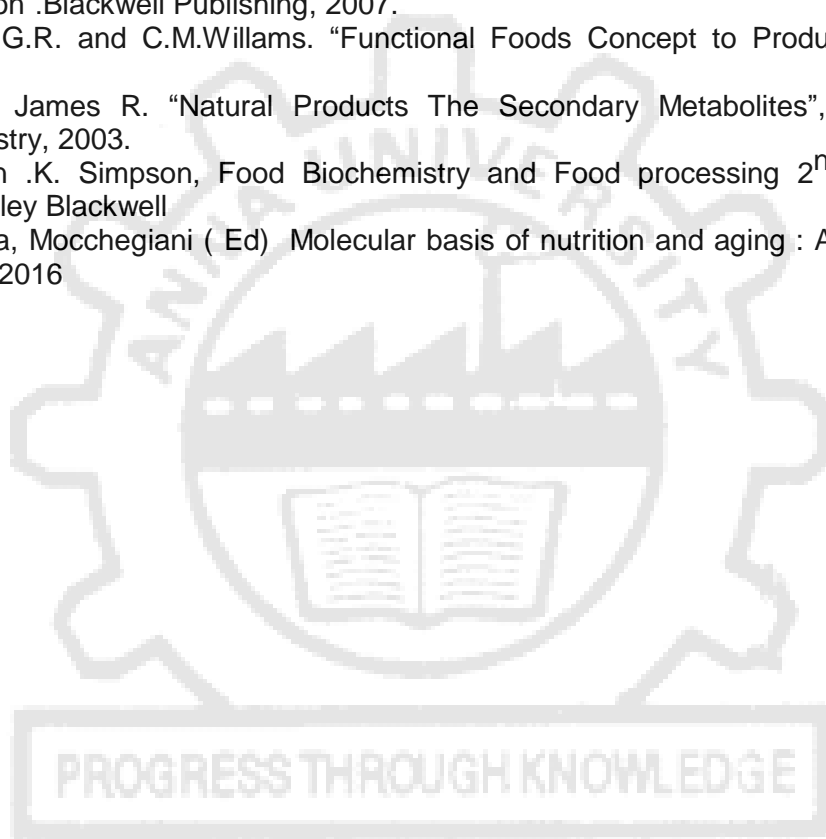 on .Blackwell Publishing, 2007.
G.R. and C.M.Willams. “Functional Foods Concept to Produ
James R. “Natural Products The Secondary Metabolites”,
stry, 2003.
n .K. Simpson, Food Biochemistry and Food processing 2n
ley Blackwell
a, Mocchegiani ( Ed) Molecular basis of nutrition and aging : A
2016
ANNA UNIVERSITY
PROGRESS THROUGH KNOWLEDGE